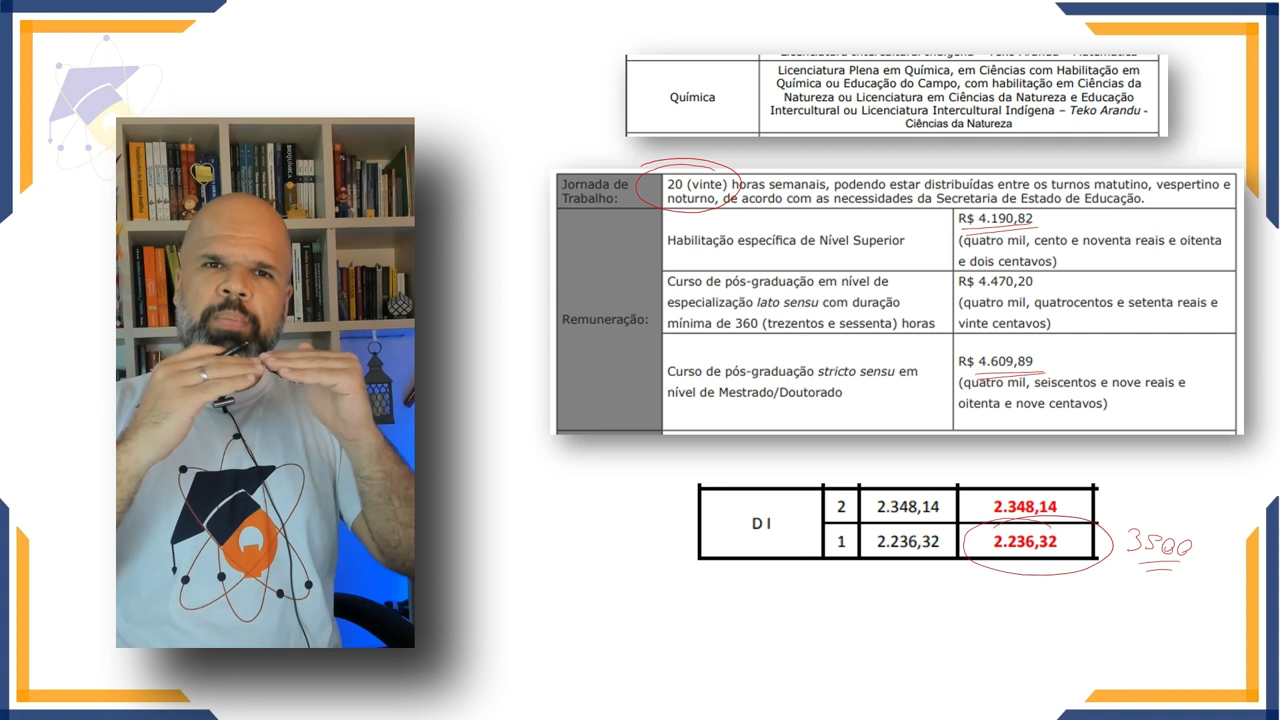 Química
Licenciatura Plena em Química, em Ciências com Habilitação em
Química ou Educação do Campo, com habilitação em Ciências da
Natureza ou Licenciatura em Ciências da Natureza e Educação
Intercultural ou Licenciatura Intercultural Indígena – Teko Arandu -
Ciências da Natureza
Jornada de
Trabalho:
20 (vinte) horas semanais, podendo estar distribuídas entre os turnos matutino, vespertino e
noturno, de acordo com as necessidades da Secretaria de Estado de Educação.
Remuneração:
Habilitação específica de Nível Superior
R$ 4.190,82
(quatro mil, cento e noventa reais e oitenta
e dois centavos)
Curso de pós-graduação em nível de
especialização lato sensu com duração
mínima de 360 (trezentos e sessenta) horas
R$ 4.470,20
(quatro mil, quatrocentos e setenta reais e
vinte centavos)
Curso de pós-graduação stricto sensu em
nível de Mestrado/Doutorado
R$ 4.609,89
(quatro mil, seiscentos e nove reais e
oitenta e nove centavos)
D I
2 2.348,14 2.348,14
1 2.236,32 2.236,32
3500
BIOQUÍMICA